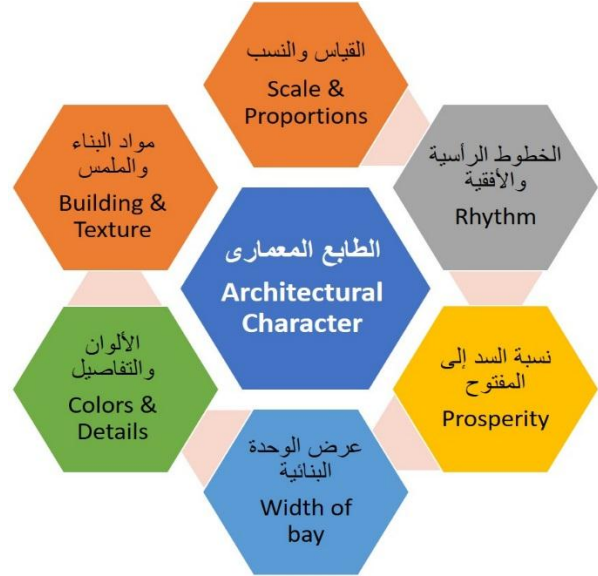 القياس والنسب
Scale &
Proportions
الخطوط الرأسية
والأفقية
Rhythm
نسبة السد إلى
المفتوح
Prosperity
عرض الوحدة
البنائية
Width of
bay
الألوان
والتفاصيل
Colors &
Details
مواد البناء
والملمس
Building &
Texture
الطابع المعمارى
Architectural
Character